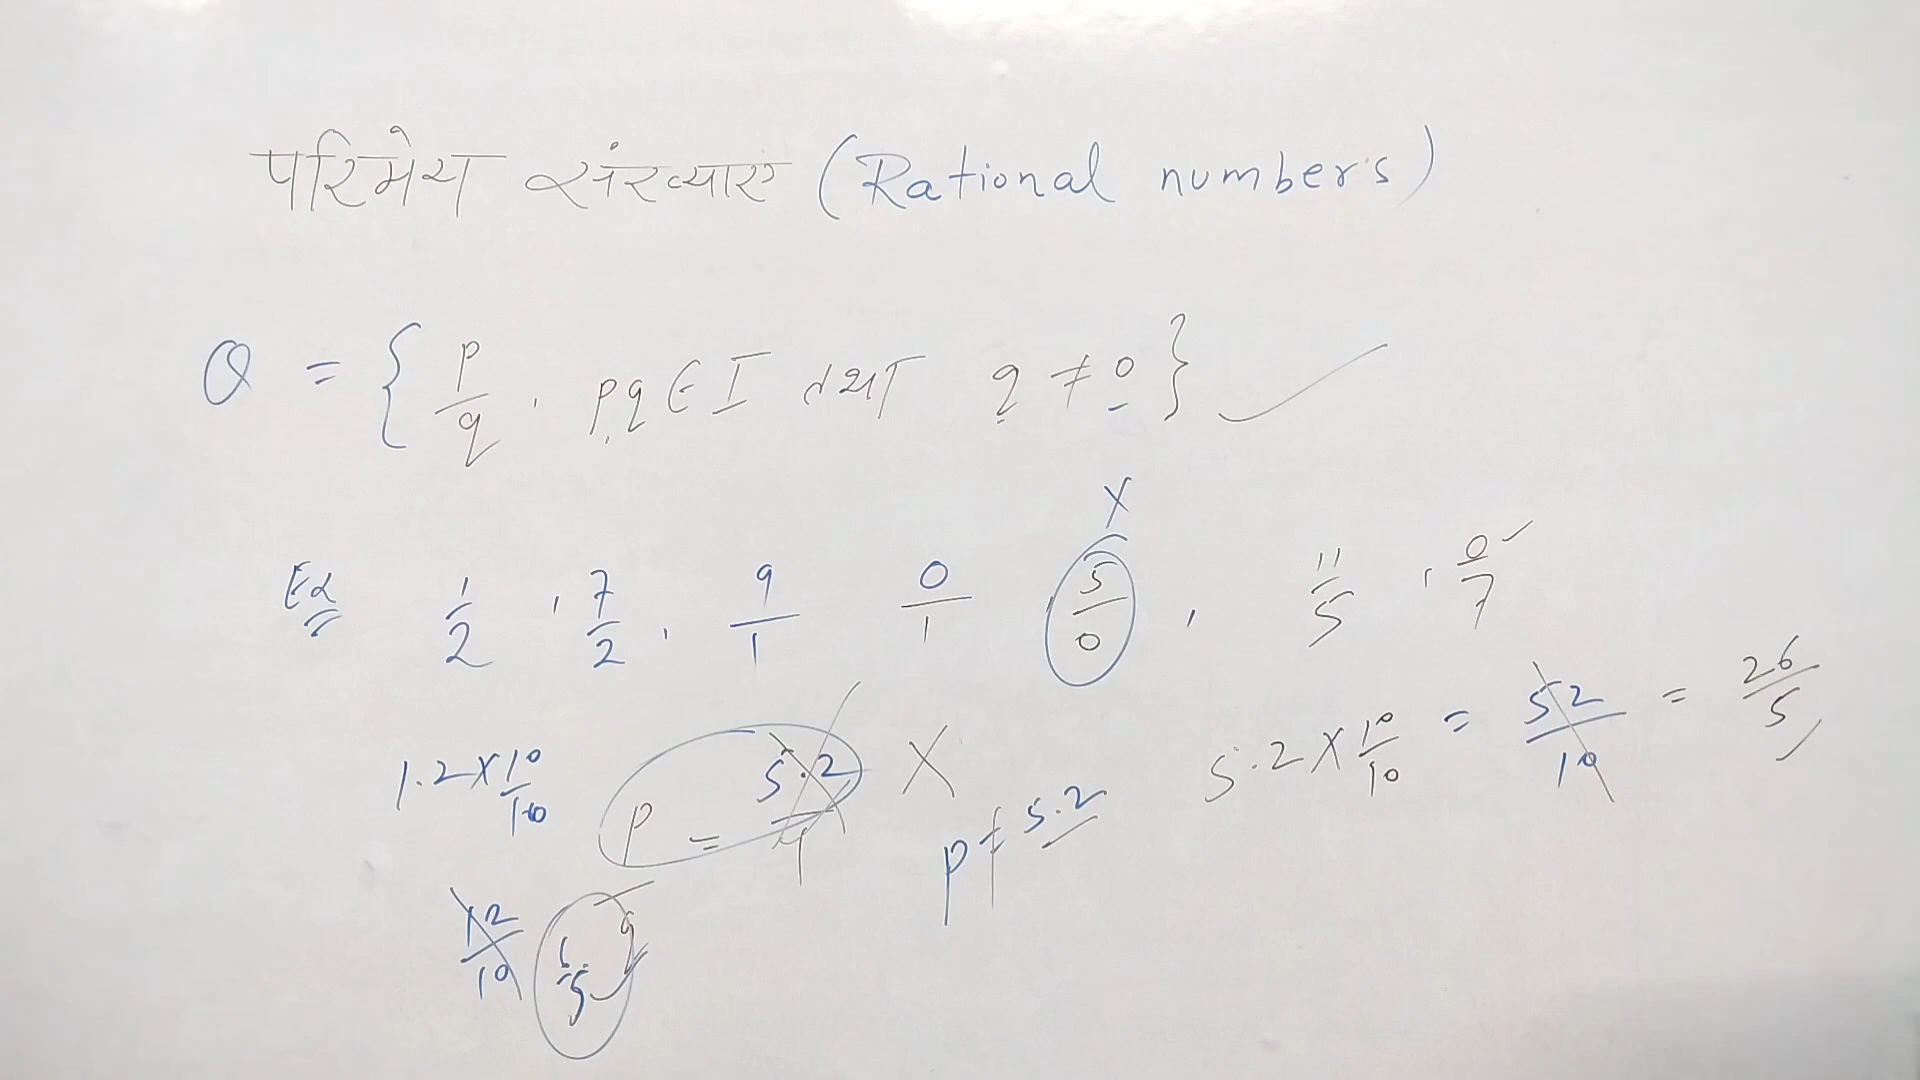 परिमेय संख्याए (Rational numbers)
Q = { p/q , p,q ∈ I तथा q ≠ 0 } ✓
Ex 1/2 , 7/2 , 9/1 0/1 5/0 X , 11/5 , 0/7 ✓
5.2 × 10/10 = 52/10 = 26/5
1.2 × 10/10 p = 5.2/1 X p ≠ 5.2
12/10 6/5